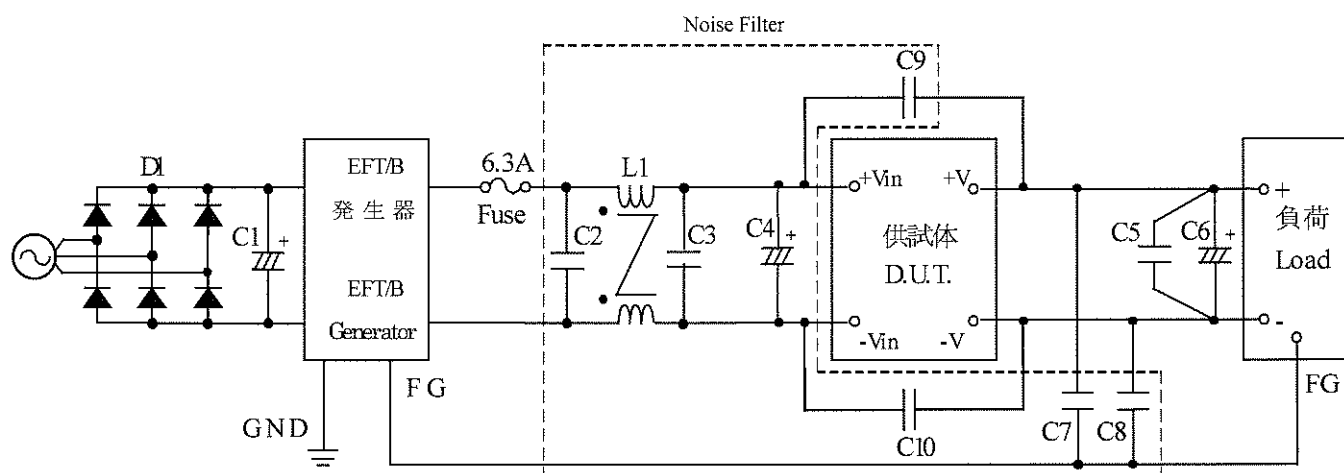 Noise Filter
C9
D1
EFT/B
発生器
EFT/B
Generator
6.3A
Fuse
L1
+Vin
+V
供試体
D.U.T.
-Vin
-V
+
負荷
Load
-
C1
+
C2
C3
C4
+
C5
C6
+
FG
FG
GND
C10
C7
C8